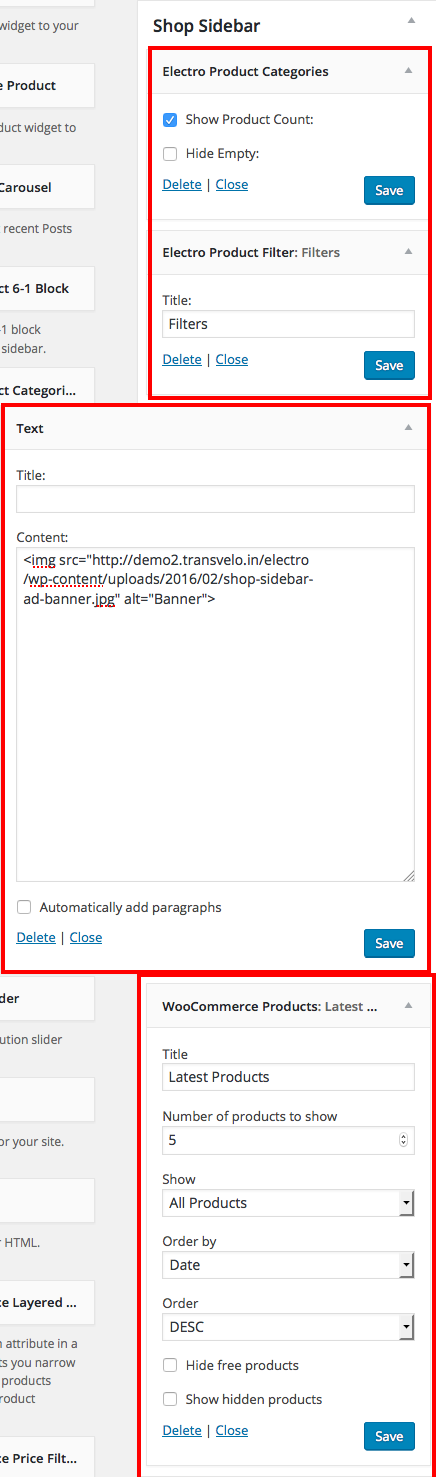 widget to your
Shop Sidebar
Electro Product Categories
e Product
Show Product Count:
duct widget to
Hide Empty:
Delete | Close
Save
Carousel
recent Posts
Electro Product Filter: Filters
ct 6-1 Block
Title:
Filters
-1 block
sidebar.
Delete | Close
Save
ct Categori...
Text
Title:
Content:
<img src="http://demo2.transvelo.in/electro
/wp-content/uploads/2016/02/shop-sidebar-
ad-banner.jpg" alt="Banner">
Automatically add paragraphs
Delete | Close
Save
der
WooCommerce Products: Latest ...
ution slider
Title
Latest Products
Number of products to show
5
or your site.
Show
All Products
Order by
r HTML.
Date
Order
ce Layered ...
DESC
n attribute in a
ts you narrow
products
roduct
Hide free products
Show hidden products
Delete | Close
Save
ce Price Filt...